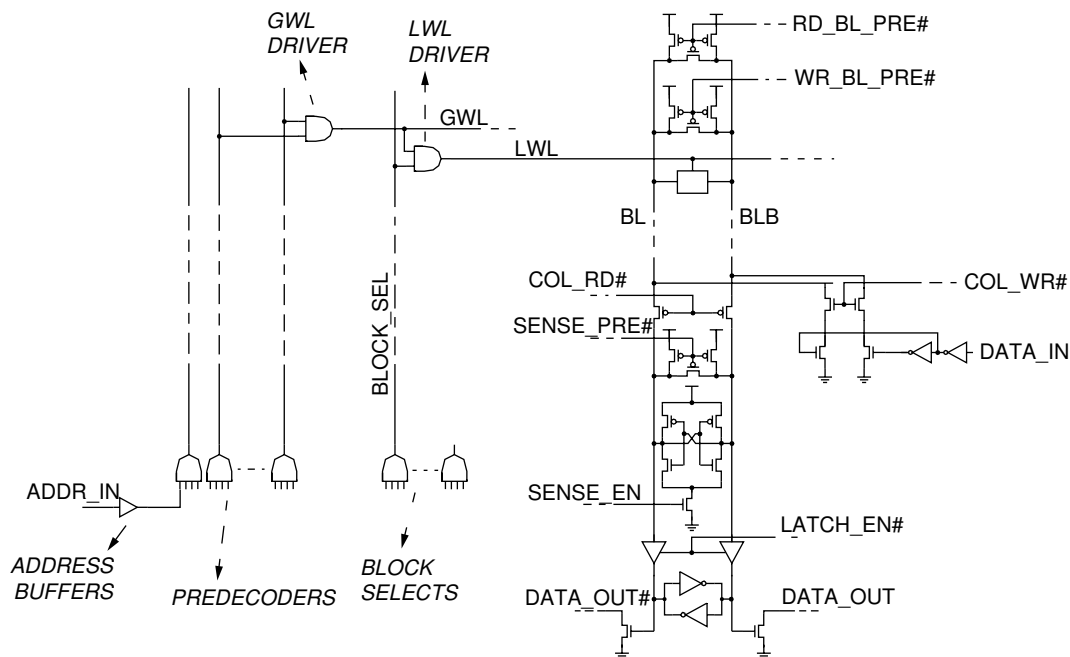 GWL
DRIVER
LWL
DRIVER
RD_BL_PRE#
WR_BL_PRE#
GWL
LWL
BL
BLB
BLOCK_SEL
COL_RD#
COL_WR#
SENSE_PRE#
DATA_IN
ADDR_IN
SENSE_EN
LATCH_EN#
ADDRESS
BUFFERS
PREDECODERS
BLOCK
SELECTS
DATA_OUT#
DATA_OUT